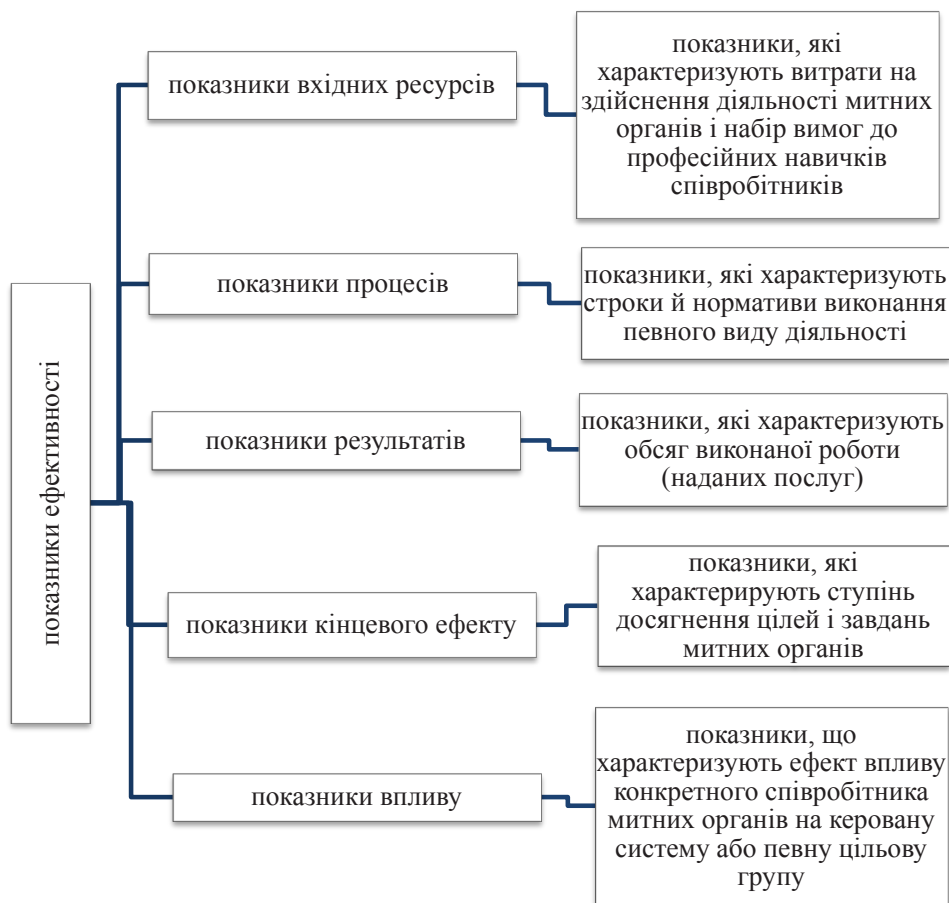 показники ефективності
показники вхідних ресурсів
показники, які
характеризують витрати на
здійснення діяльності митних
органів і набір вимог до
професійних навичків
співробітників
показники процесів
показники, які характеризують
строки й нормативи виконання
певного виду діяльності
показники результатів
показники, які характеризують
обсяг виконаної роботи
(наданих послуг)
показники кінцевого ефекту
показники, які
характерирують ступінь
досягнення цілей і завдань
митних органів
показники впливу
показники, що
характеризують ефект впливу
конкретного співробітника
митних органів на керовану
систему або певну цільову
групу